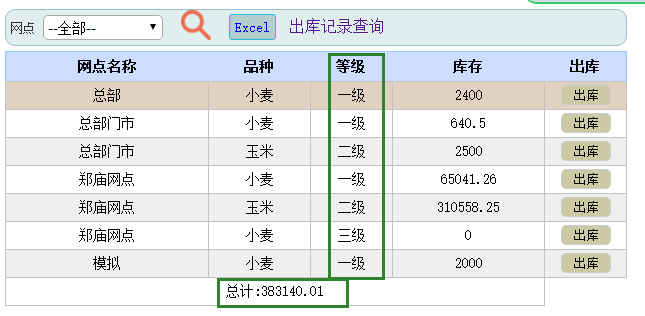 网点 --全部-- Excel 出库记录查询
网点名称 品种 等级 库存 出库
总部 小麦 一级 2400 出库
总部门市 小麦 一级 640.5 出库
总部门市 玉米 二级 2500 出库
郑庙网点 小麦 一级 65041.26 出库
郑庙网点 玉米 二级 310558.25 出库
郑庙网点 小麦 三级 0 出库
模拟 小麦 一级 2000 出库
总计:383140.01